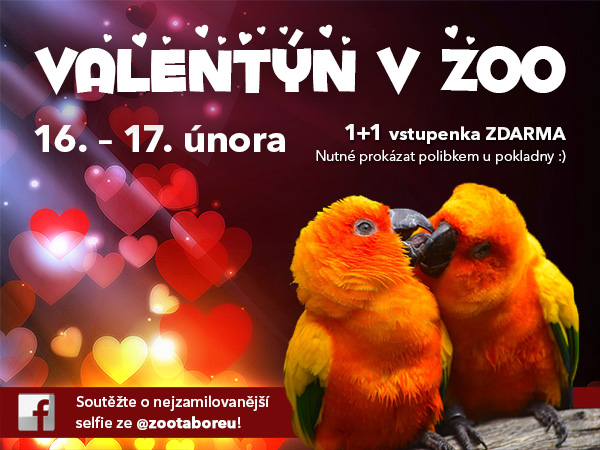 VALENTÝN V ZOO
16. – 17. února
1+1 vstupenka ZDARMA
Nutné prokázat polibkem u pokladny :)
f
Soutěžte o nejzamilovanější
selfie ze @zootaboreu!